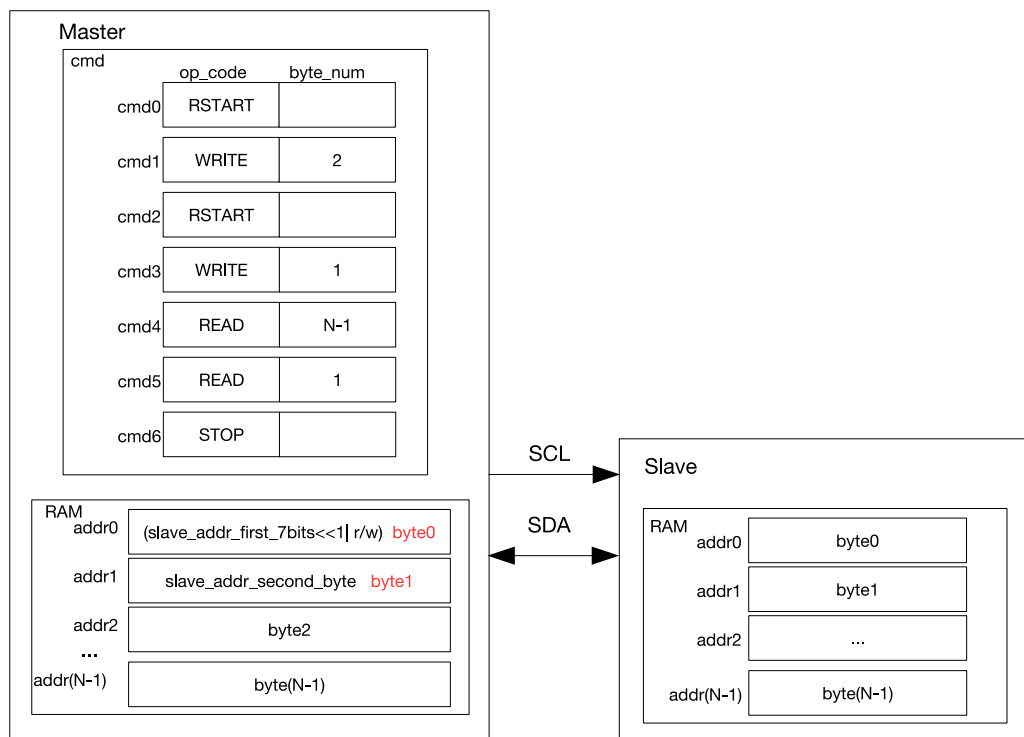 Master
cmd
op_code byte_num
cmd0 RSTART
cmd1 WRITE 2
cmd2 RSTART
cmd3 WRITE 1
cmd4 READ N-1
cmd5 READ 1
cmd6 STOP
RAM
addr0 (slave_addr_first_7bits<<1| r/w) byte0
addr1 slave_addr_second_byte byte1
addr2 byte2
...
addr(N-1) byte(N-1)
SCL
SDA
Slave
RAM
addr0 byte0
addr1 byte1
addr2 ...
addr(N-1) byte(N-1)